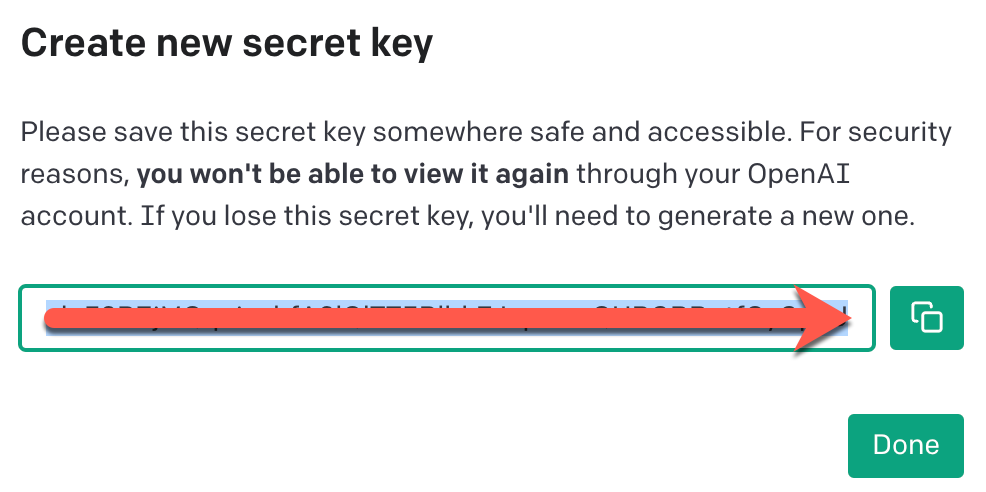 Create new secret key
Please save this secret key somewhere safe and accessible. For security
reasons, you won't be able to view it again through your OpenAI
account. If you lose this secret key, you'll need to generate a new one.
Done